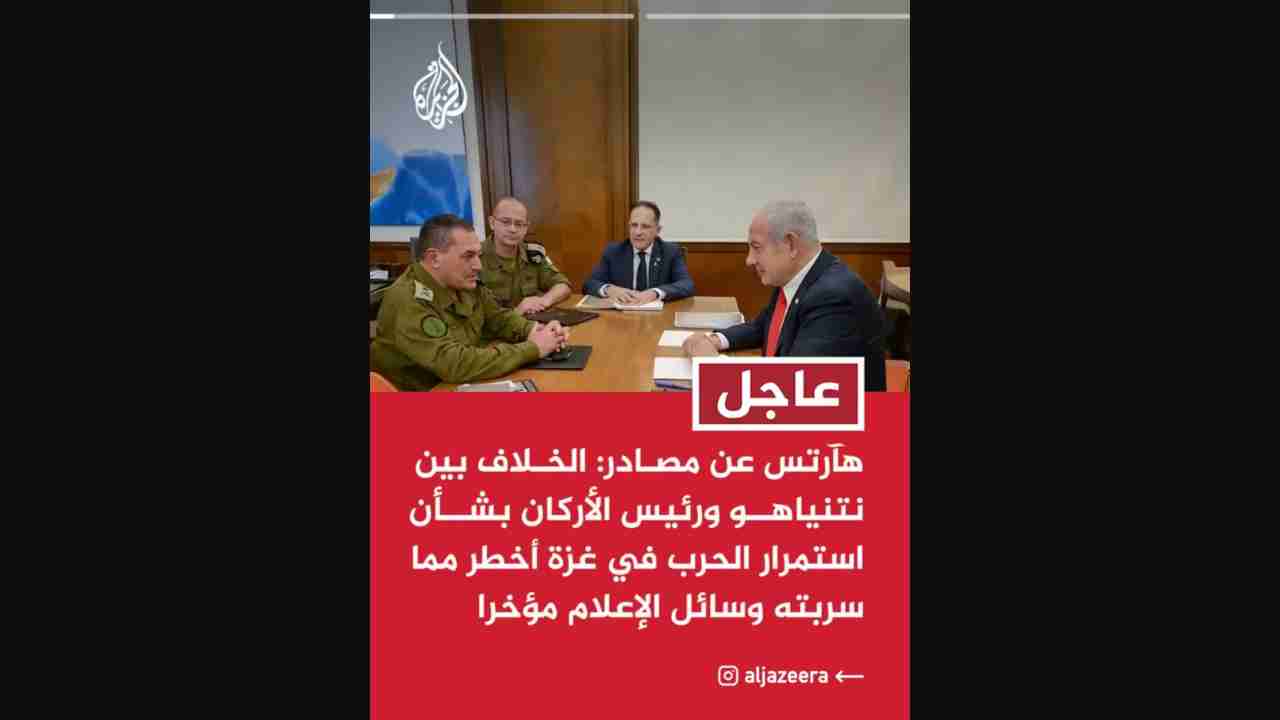 الجزيرة
عاجل
هآرتس عن مصادر: الخلاف بين
نتنياهو ورئيس الأركان بشأن
استمرار الحرب في غزة أخطر مما
سربته وسائل الإعلام مؤخرا
aljazeera